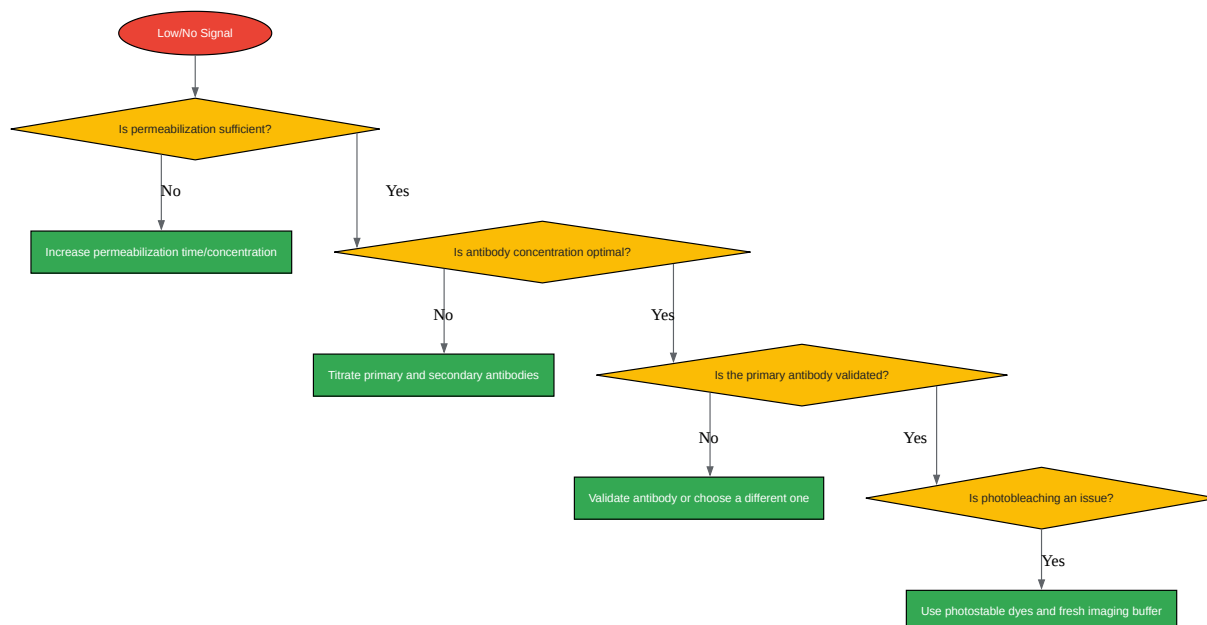 Low/No Signal
Is permeabilization sufficient?
No
Yes
Increase permeabilization time/concentration
Is antibody concentration optimal?
No
Yes
Titrate primary and secondary antibodies
Is the primary antibody validated?
No
Yes
Validate antibody or choose a different one
Is photobleaching an issue?
Yes
Use photostable dyes and fresh imaging buffer